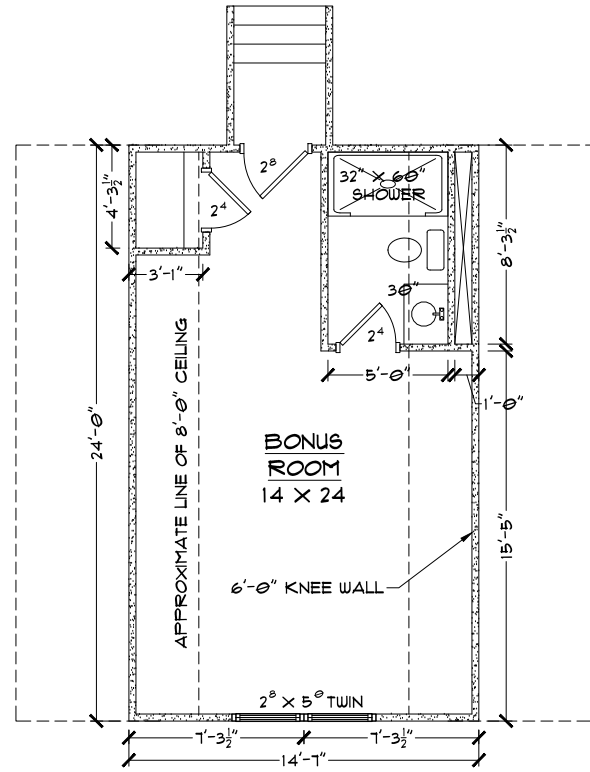 2⁸
32" X 60"
SHOWER
2⁴
4'-3½"
3'-1"
8'-3½"
30"
2⁴
5'-0"
1'-0"
24'-0"
APPROXIMATE LINE OF 8'-0" CEILING
BONUS
ROOM
14 X 24
15'-5"
6'-0" KNEE WALL
2⁸ X 5⁰ TWIN
7'-3½"
7'-3½"
14'-7"